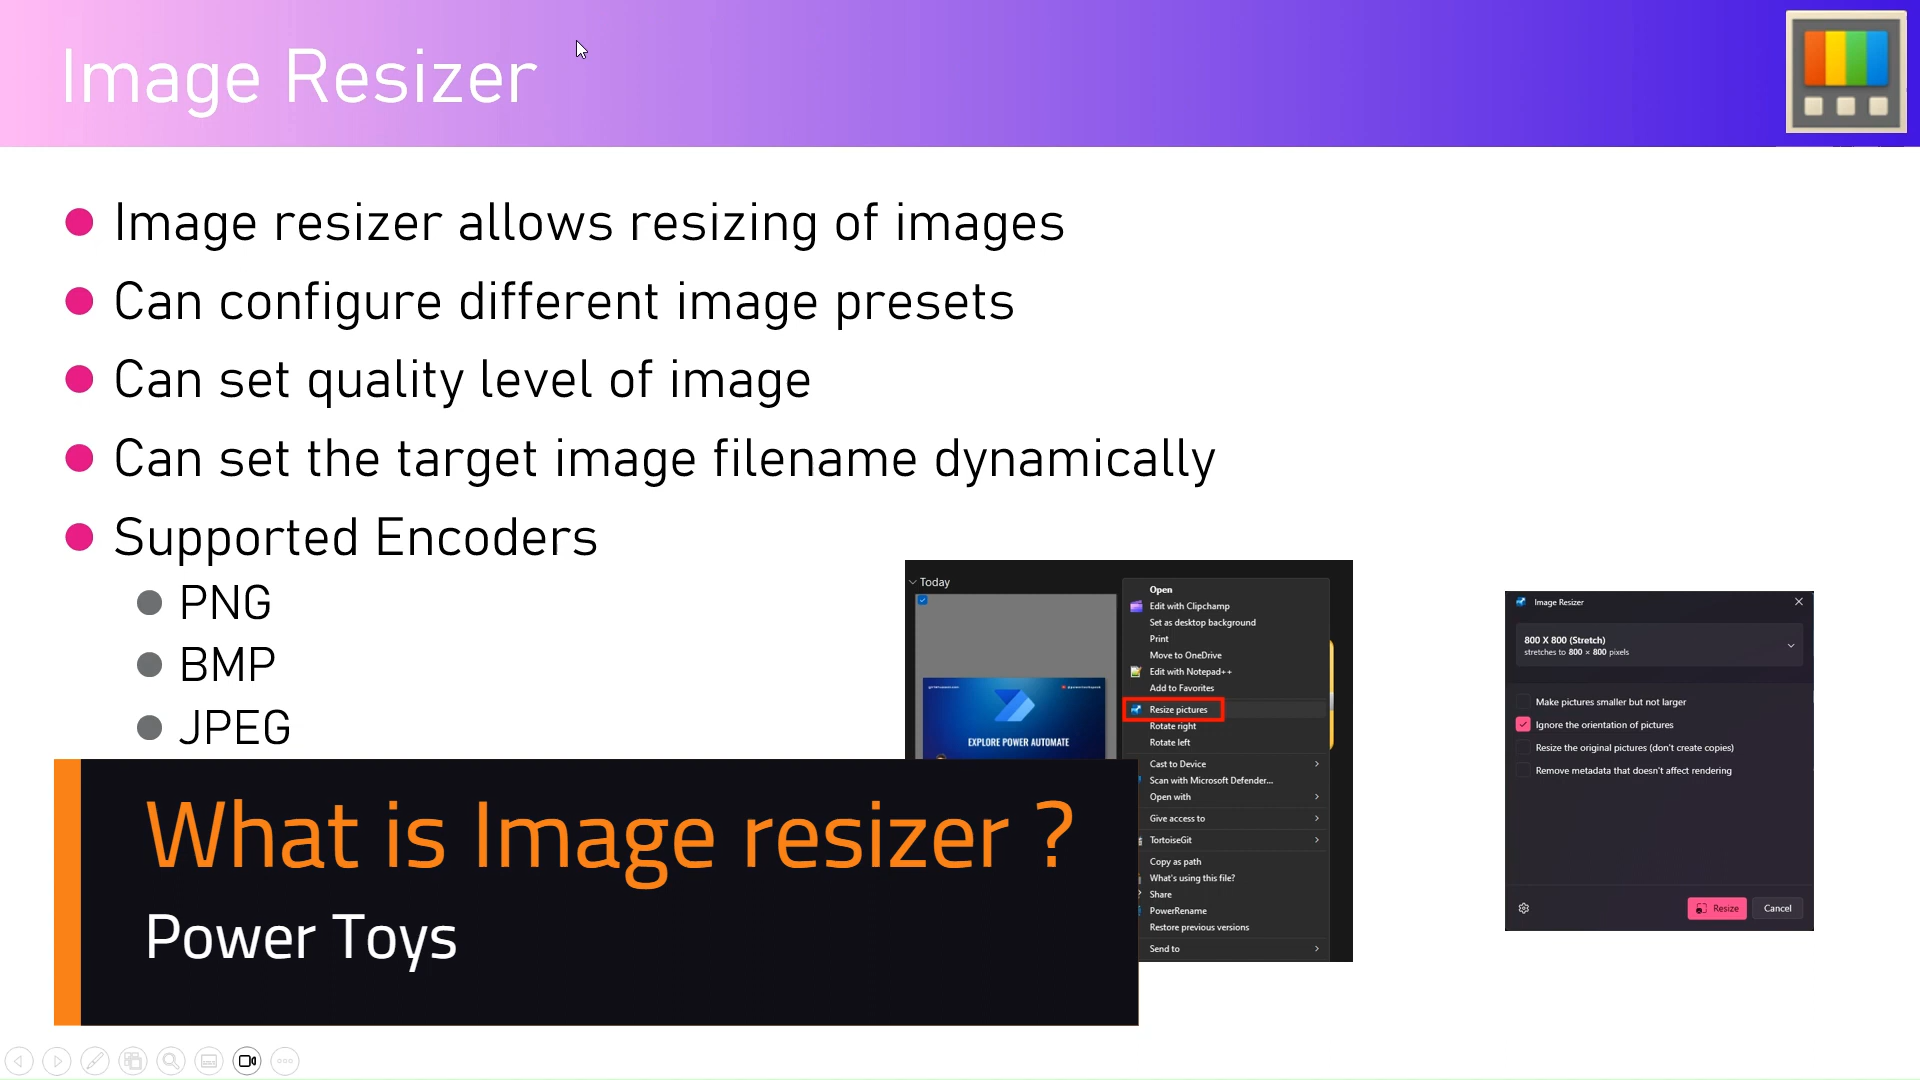 Image Resizer
Image resizer allows resizing of images
Can configure different image presets
Can set quality level of image
Can set the target image filename dynamically
Supported Encoders
PNG
BMP
JPEG
What is Image resizer ?
Power Toys
Today
EXPLORE POWER AUTOMATE
Open
Edit with Clipchamp
Set as desktop background
Print
Move to OneDrive
Edit with Notepad++
Add to Favorites
Resize pictures
Rotate right
Rotate left
Cast to Device
Scan with Microsoft Defender...
Open with
Give access to
TortoiseGit
Copy as path
What's using this file?
Share
PowerRename
Restore previous versions
Send to
Image Resizer
800 X 800 (Stretch)
stretches to 800 × 800 pixels
Make pictures smaller but not larger
Ignore the orientation of pictures
Resize the original pictures (don't create copies)
Remove metadata that doesn't affect rendering
Resize
Cancel